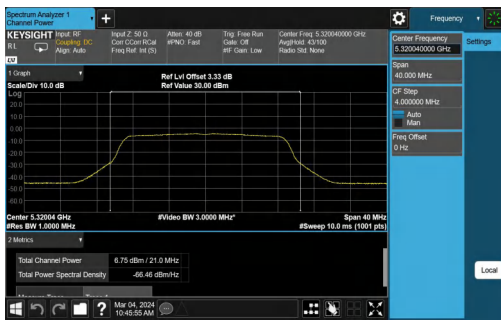 Spectrum Analyzer 1
Channel Power
Frequency
KEYSIGHT
Input: RF
Coupling: DC
Align: Auto
Input Z: 50 Ω
Corr CCorr RCal
Freq Ref: Int (S)
Atten: 40 dB
#PNO: Fast
Trig: Free Run
Gate: Off
#IF Gain: Low
Center Freq: 5.320040000 GHz
Avg|Hold: 43/100
Radio Std: None
RL
LVI
Center Frequency
5.320040000 GHz
Settings
Span
40.000 MHz
CF Step
4.000000 MHz
Auto
Man
Freq Offset
0 Hz
Local
1 Graph
Scale/Div 10.0 dB
Ref Lvl Offset 3.33 dB
Ref Value 30.00 dBm
Log
20.0
10.0
0.00
-10.0
-20.0
-30.0
-40.0
-50.0
-60.0
Center 5.32004 GHz
#Video BW 3.0000 MHz*
Span 40 MHz
#Res BW 1.0000 MHz
#Sweep 10.0 ms (1001 pts)
2 Metrics
Total Channel Power
6.75 dBm / 21.0 MHz
Total Power Spectral Density
-66.46 dBm/Hz
?
Mar 04, 2024
10:45:55 AM